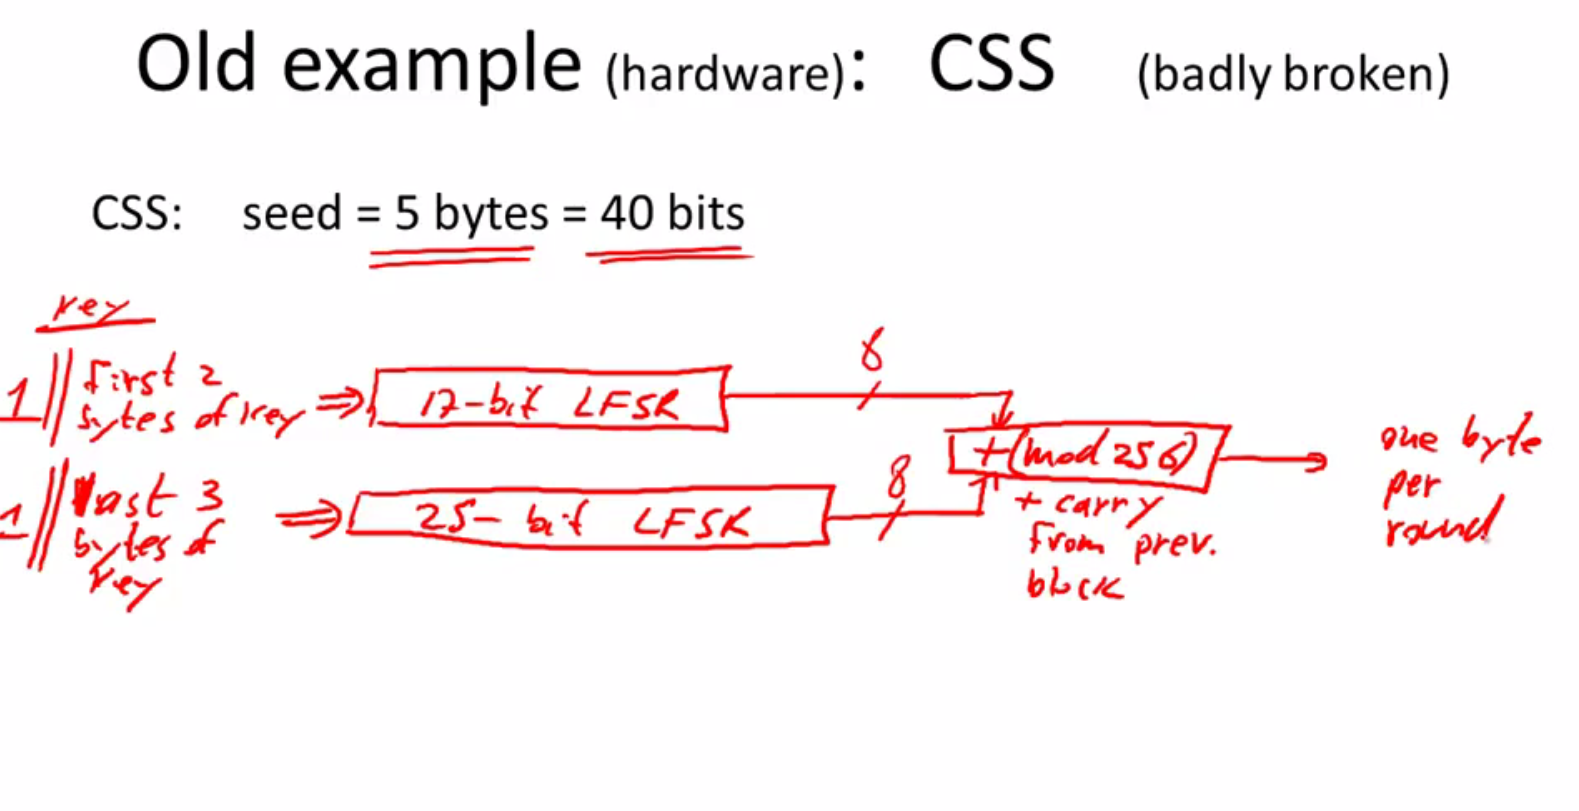 Old example (hardware): CSS (badly broken)
CSS: seed = 5 bytes = 40 bits
key
1 || first 2
bytes of key ⇒ 17-bit LFSR
8
1 || last 3
bytes of
key ⇒ 25-bit LFSR
8
+ (mod 256)
+ carry
from prev.
block
one byte
per
round